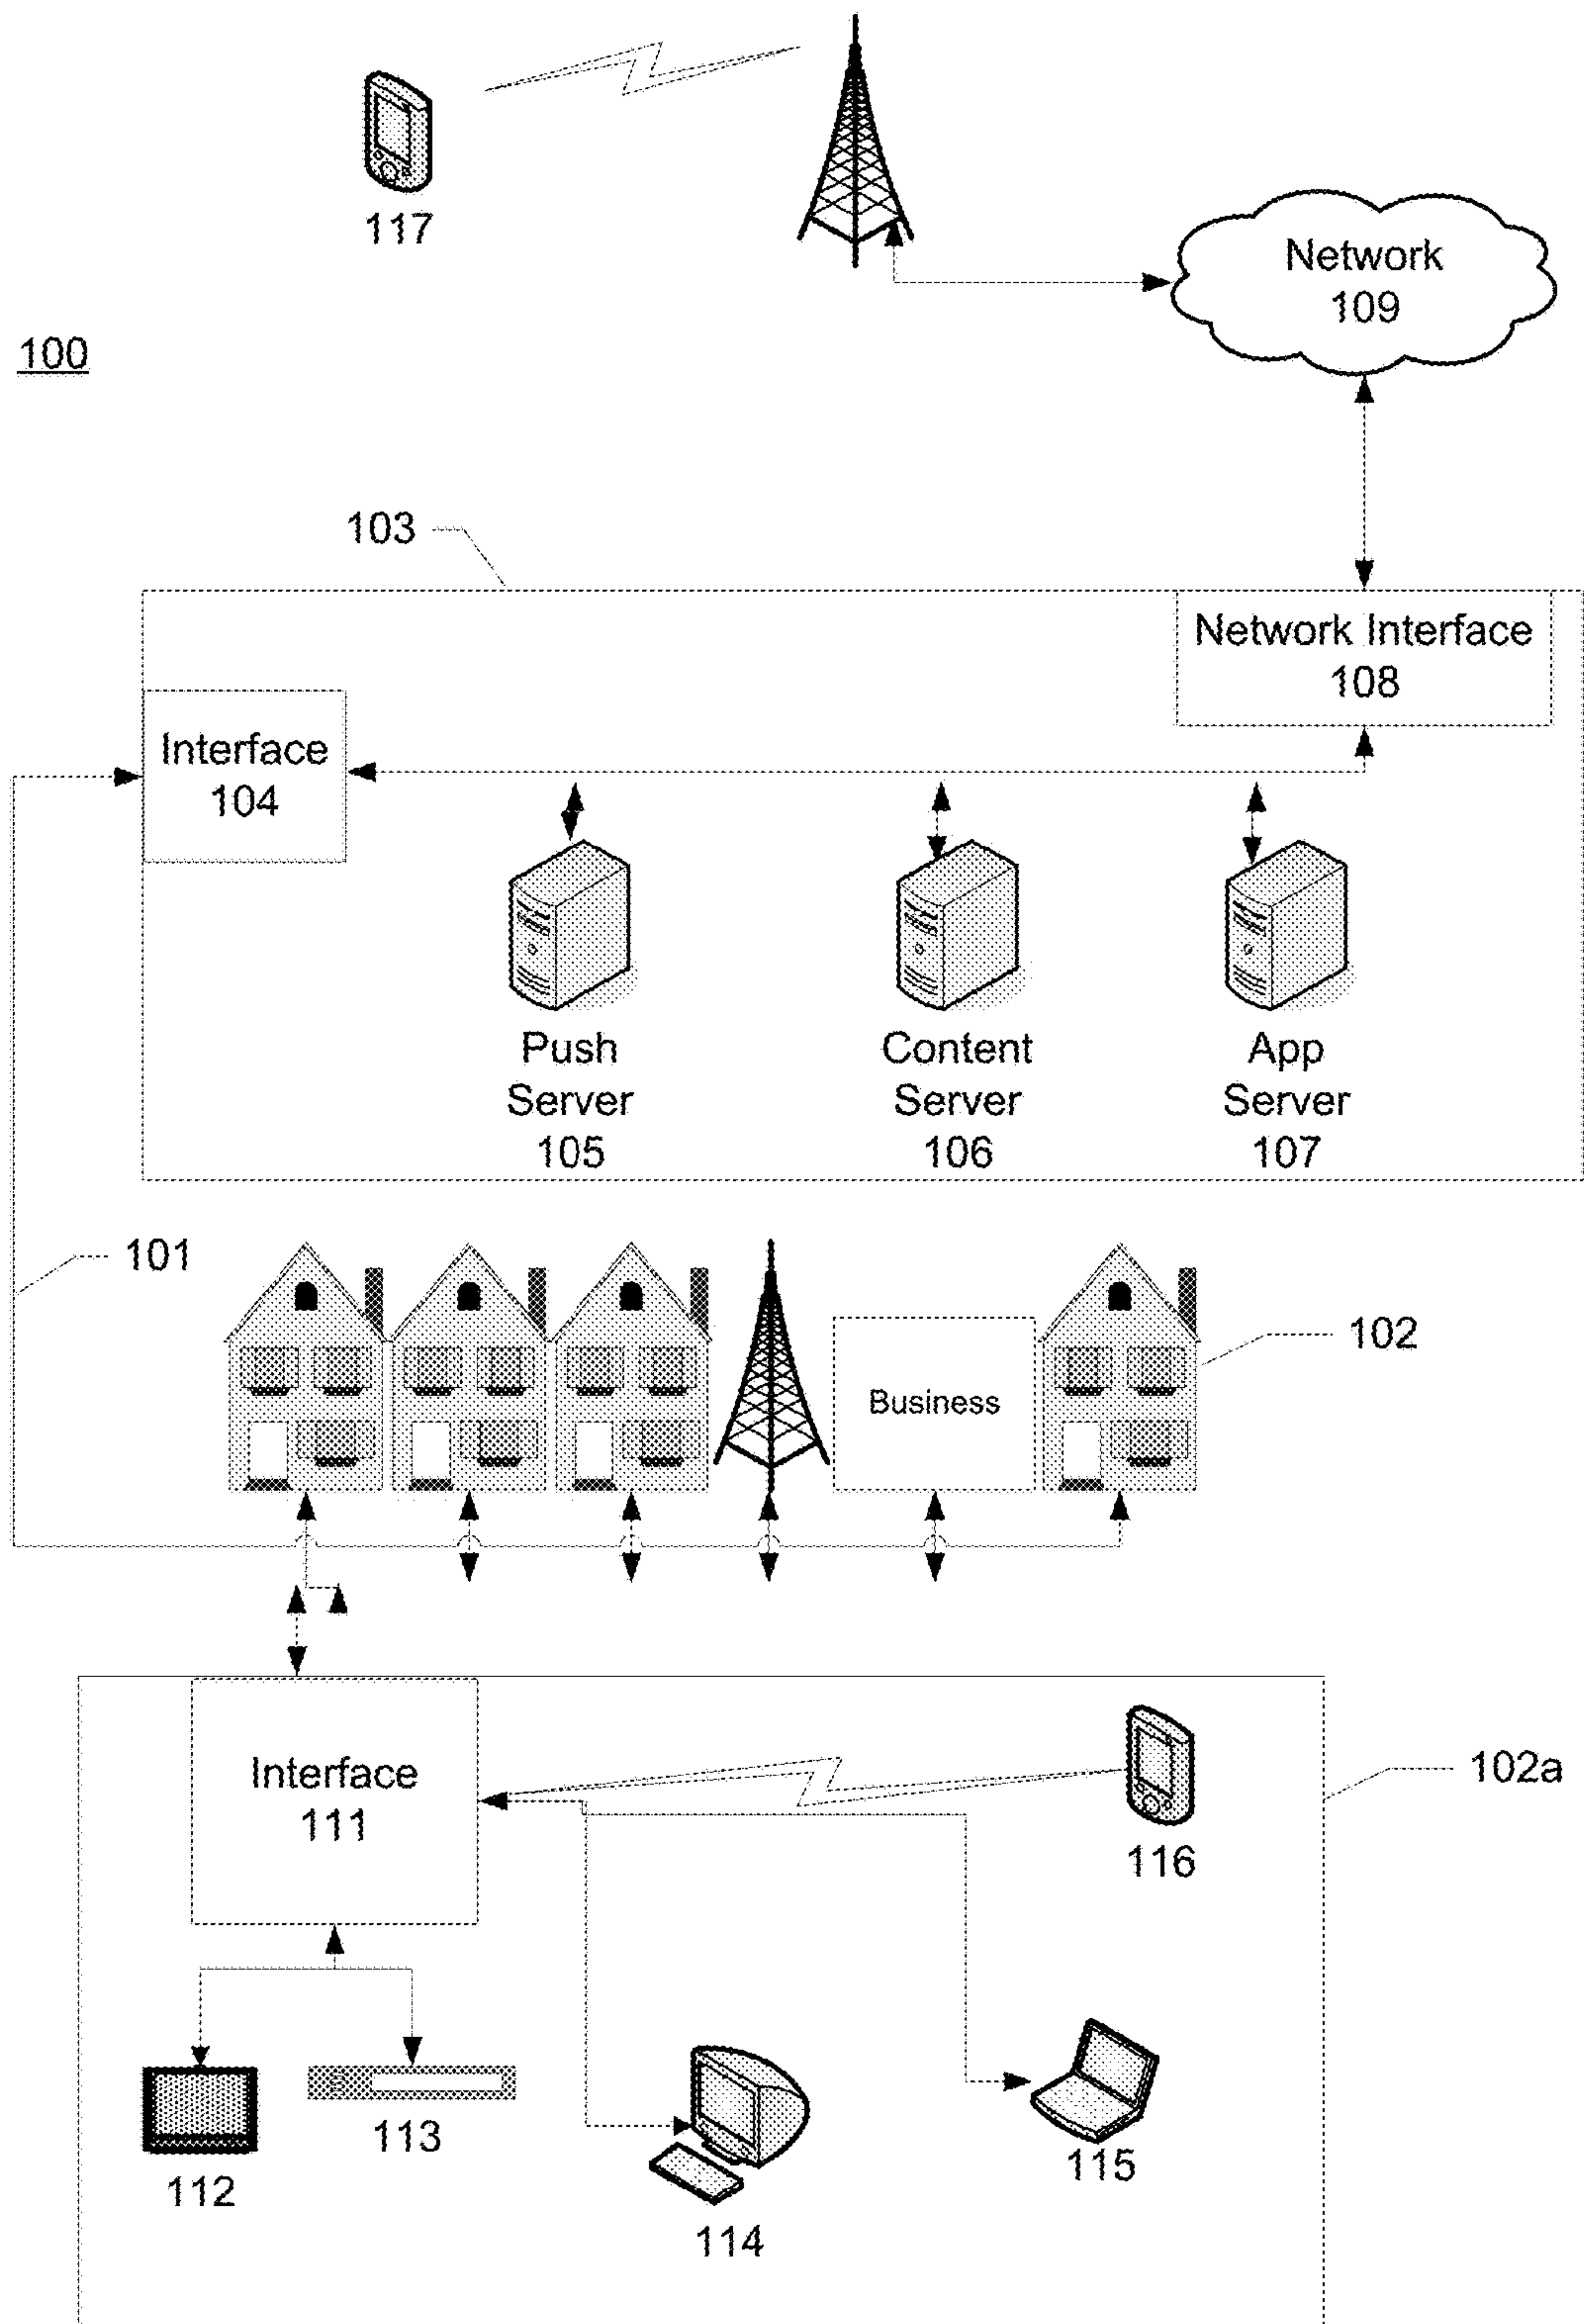 117
Network
109
100
103
Network Interface
108
Interface
104
Push
Server
105
Content
Server
106
App
Server
107
101
102
Business
Interface
111
102a
116
112
113
114
115